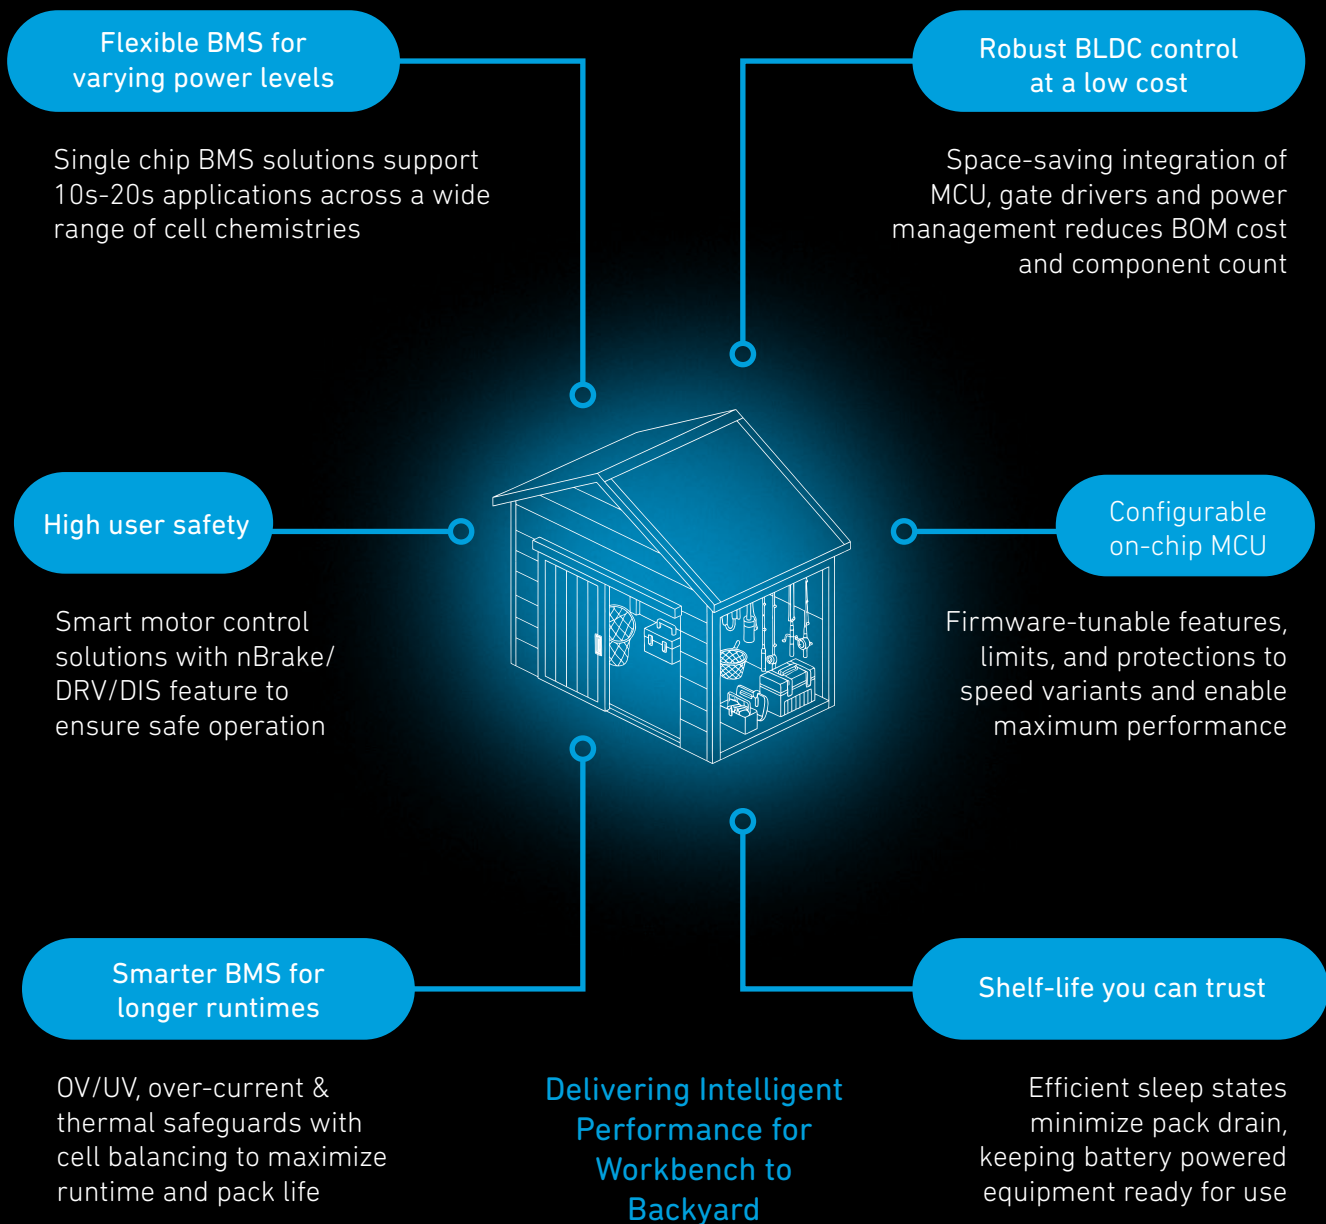 Flexible BMS for
varying power levels
Single chip BMS solutions support
10s-20s applications across a wide
range of cell chemistries
Robust BLDC control
at a low cost
Space-saving integration of
MCU, gate drivers and power
management reduces BOM cost
and component count
High user safety
Smart motor control
solutions with nBrake/
DRV/DIS feature to
ensure safe operation
Configurable
on-chip MCU
Firmware-tunable features,
limits, and protections to
speed variants and enable
maximum performance
Smarter BMS for
longer runtimes
OV/UV, over-current &
thermal safeguards with
cell balancing to maximize
runtime and pack life
Delivering Intelligent
Performance for
Workbench to
Backyard
Shelf-life you can trust
Efficient sleep states
minimize pack drain,
keeping battery powered
equipment ready for use